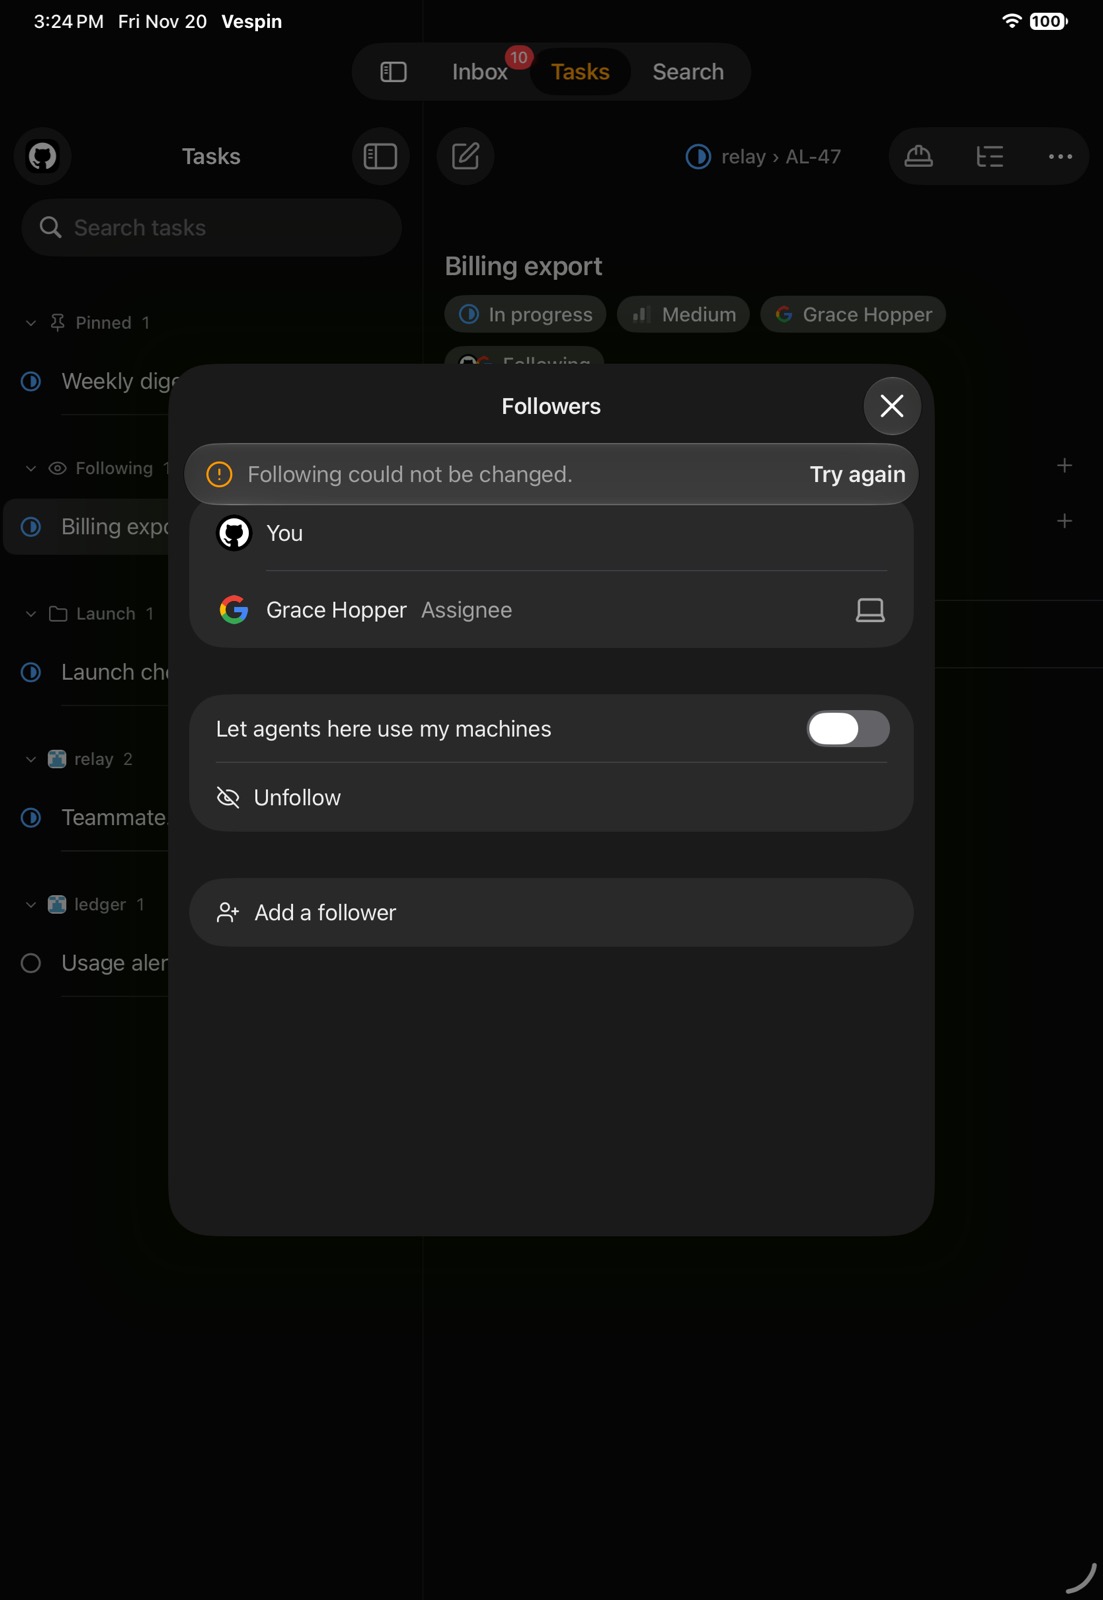 3:24 PM Fri Nov 20 Vespin
100
Inbox 10 Tasks Search
Tasks
relay › AL-47
Search tasks
Billing export
Pinned 1
In progress Medium Grace Hopper
Following
Weekly dige
Followers
Following 1
Following could not be changed. Try again
Billing expo
You
Grace Hopper Assignee
Launch 1
Launch che
Let agents here use my machines
relay 2
Unfollow
Teammate
ledger 1
Add a follower
Usage aler